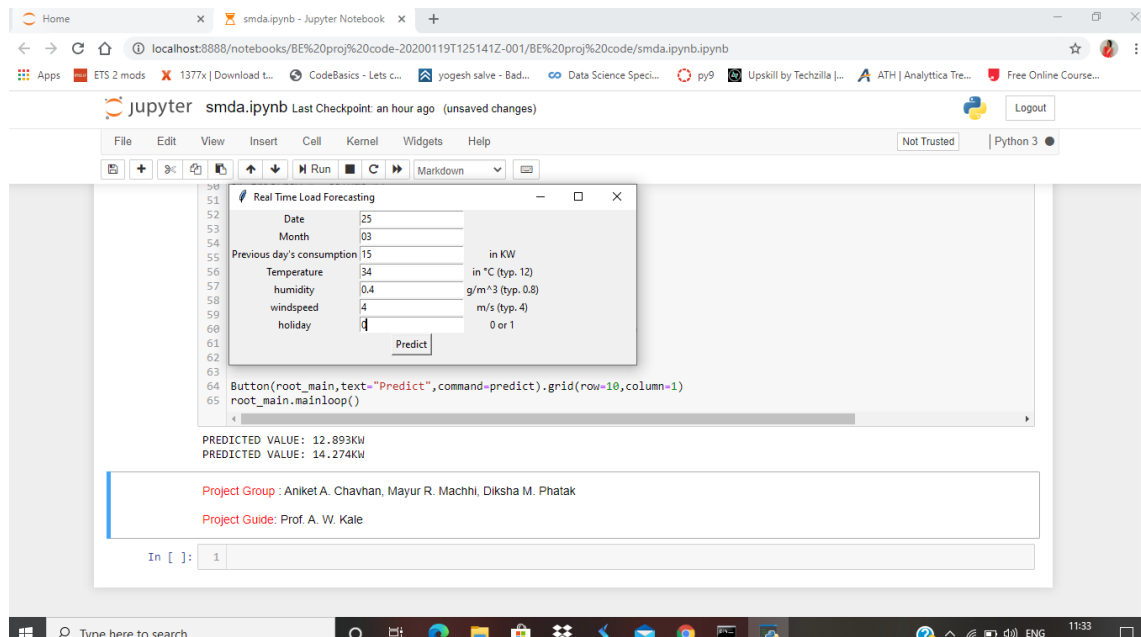 Home
smda.ipynb - Jupyter Notebook
localhost:8888/notebooks/BE%20proj%20code-20200119T125141Z-001/BE%20proj%20code/smda.ipynb.ipynb
Apps ETS 2 mods 1377x | Download t... CodeBasics - Lets c... yogesh salve - Bad... Data Science Speci... py9 Upskill by Techzilla |... ATH | Analyttica Tre... Free Online Course...
jupyter smda.ipynb Last Checkpoint: an hour ago (unsaved changes) Logout
File Edit View Insert Cell Kernel Widgets Help Not Trusted Python 3
Run Markdown
50
51
Real Time Load Forecasting
52
Date 25
53
Month 03
54
55
Previous day's consumption 15 in KW
56
Temperature 34 in °C (typ. 12)
57
humidity 0.4 g/m^3 (typ. 0.8)
58
windspeed 4 m/s (typ. 4)
59
60
holiday 0 0 or 1
61
Predict
62
63
64 Button(root_main,text="Predict",command=predict).grid(row=10,column=1)
65 root_main.mainloop()
PREDICTED VALUE: 12.893KW
PREDICTED VALUE: 14.274KW
Project Group : Aniket A. Chavhan, Mayur R. Machhi, Diksha M. Phatak
Project Guide: Prof. A. W. Kale
In [ ]: 1
Type here to search
ENG
11:33